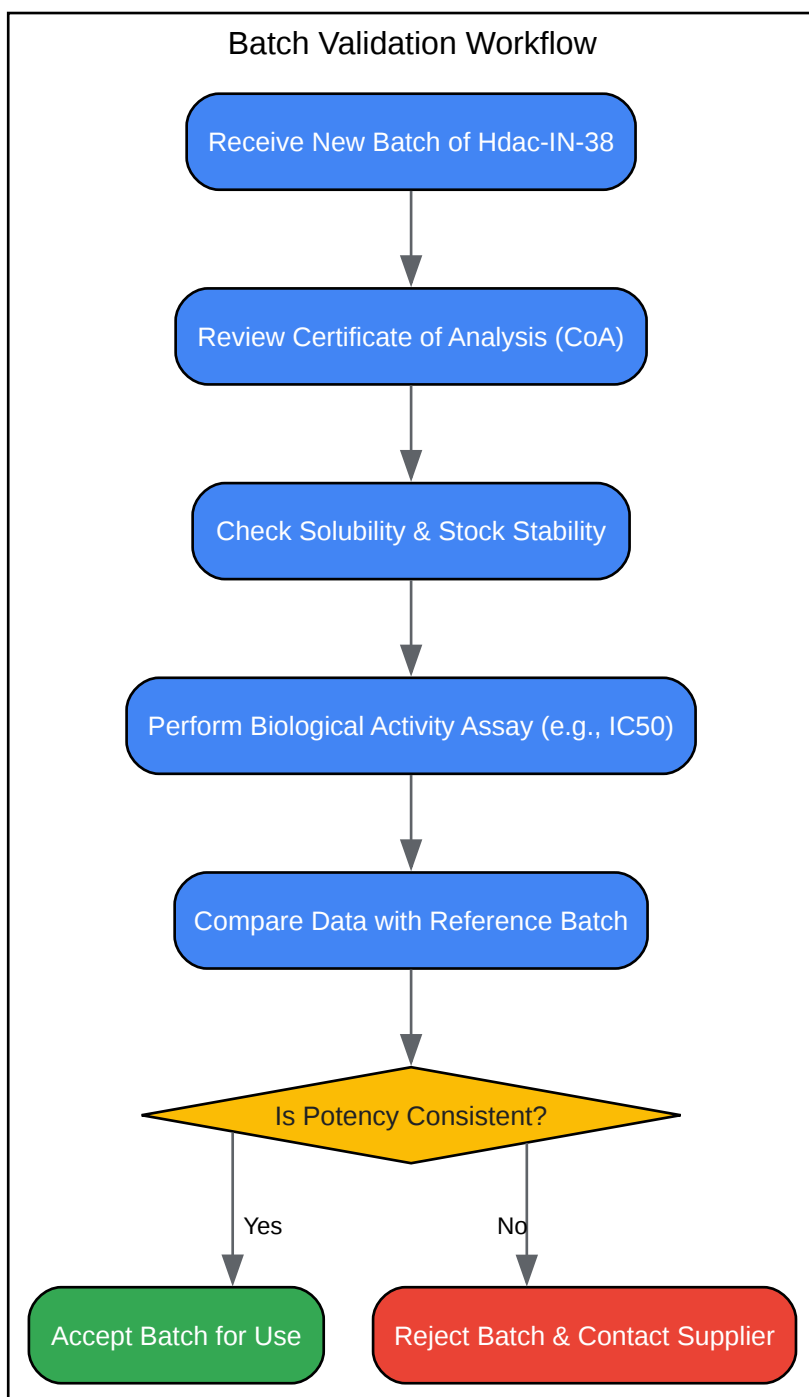 Batch Validation Workflow
Receive New Batch of Hdac-IN-38
Review Certificate of Analysis (CoA)
Check Solubility & Stock Stability
Perform Biological Activity Assay (e.g., IC50)
Compare Data with Reference Batch
Is Potency Consistent?
Yes
No
Accept Batch for Use
Reject Batch & Contact Supplier